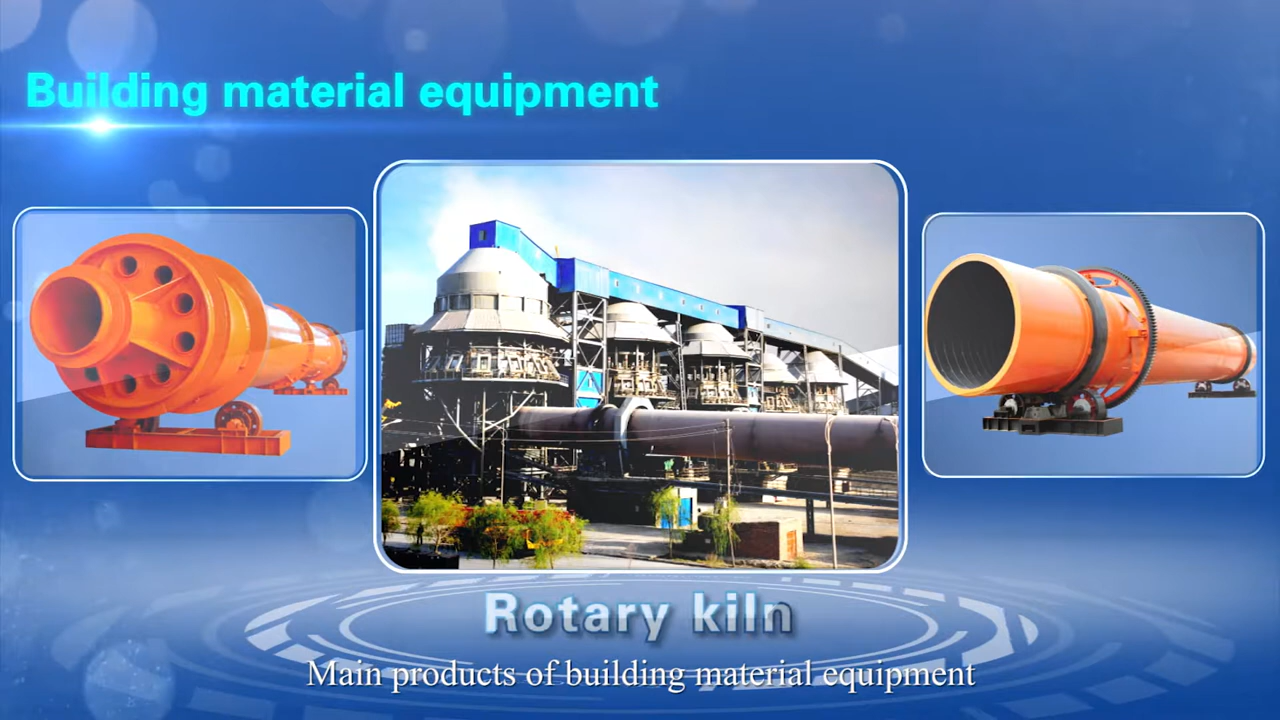 Building material equipment
Rotary kiln
Main products of building material equipment